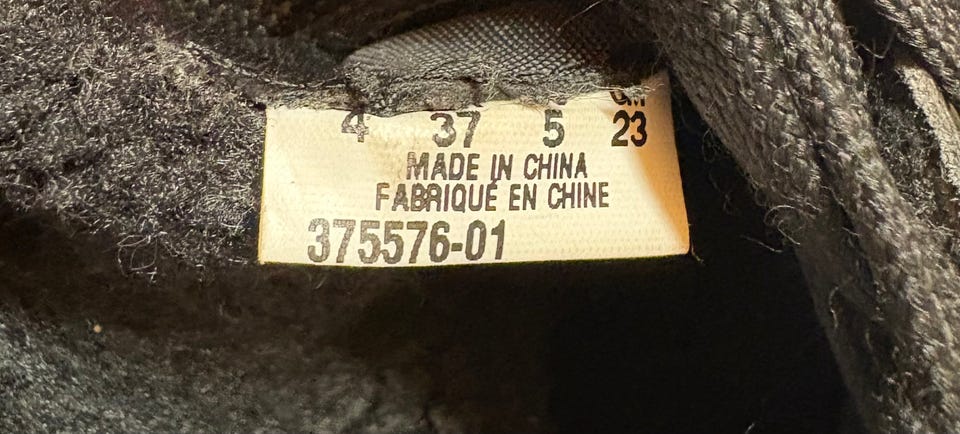 4 37 5 23
MADE IN CHINA
FABRIQUÉ EN CHINE
375576-01